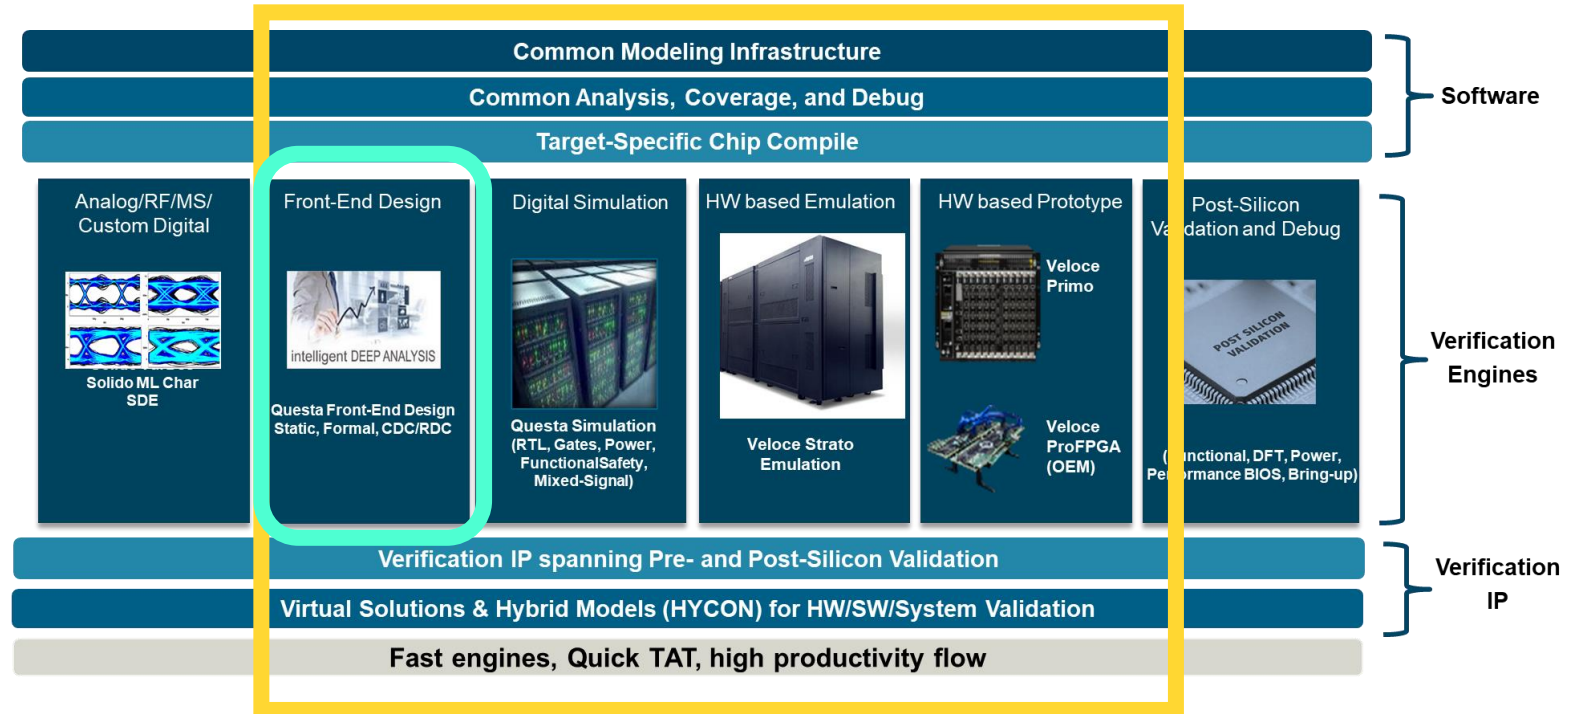 Common Modeling Infrastructure
Common Analysis, Coverage, and Debug
Target-Specific Chip Compile
Software
Analog/RF/MS/
Custom Digital
Solido ML Char
SDE
Front-End Design
intelligent DEEP ANALYSIS
Questa Front-End Design
Static, Formal, CDC/RDC
Digital Simulation
Questa Simulation
(RTL, Gates, Power,
FunctionalSafety,
Mixed-Signal)
HW based Emulation
Veloce Strato
Emulation
HW based Prototype
Veloce
Primo
Veloce
ProFPGA
(OEM)
Post-Silicon
Validation and Debug
POST SILICON
VALIDATION
(Functional, DFT, Power,
Performance BIOS, Bring-up)
Verification
Engines
Verification IP spanning Pre- and Post-Silicon Validation
Virtual Solutions & Hybrid Models (HYCON) for HW/SW/System Validation
Verification
IP
Fast engines, Quick TAT, high productivity flow